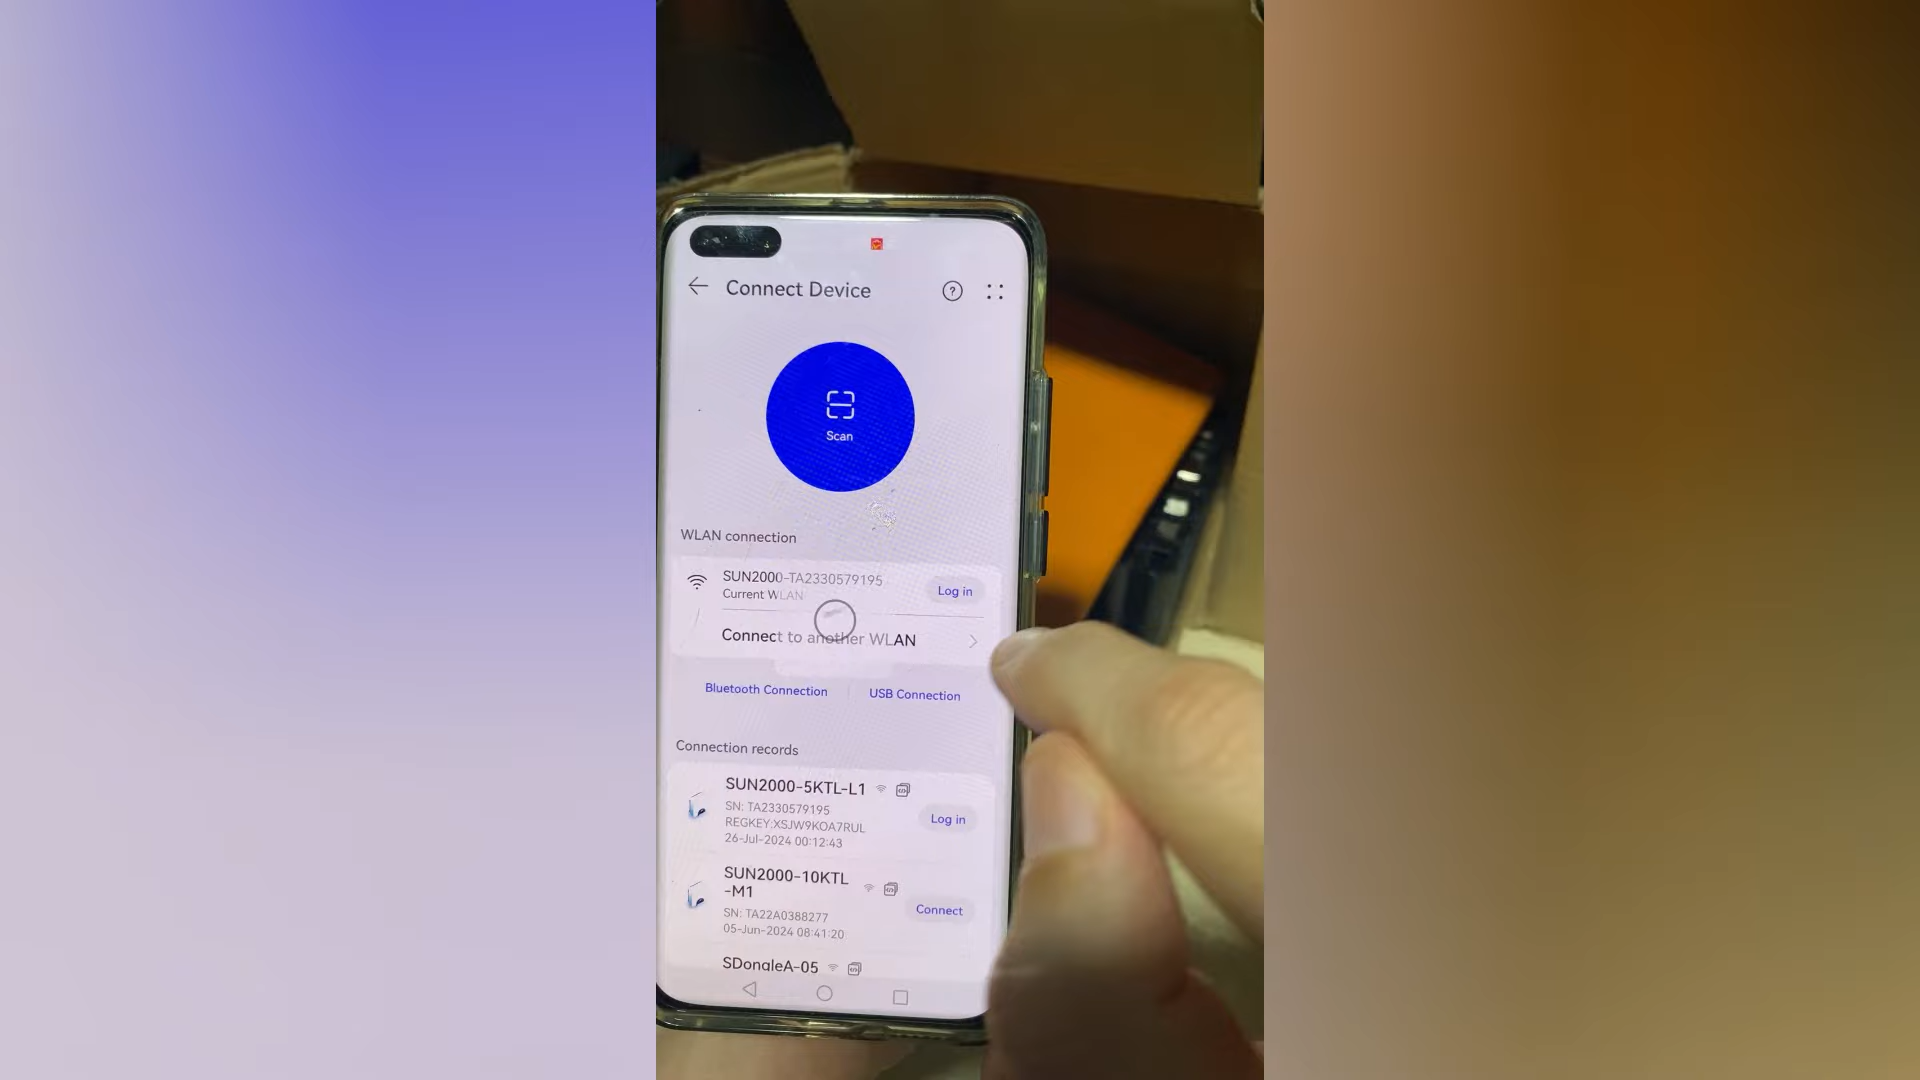 Connect Device
Scan
WLAN connection
SUN2000-TA2330579195
Current WLAN
Log in
Connect to another WLAN
Bluetooth Connection
USB Connection
Connection records
SUN2000-5KTL-L1
SN: TA2330579195
REGKEY:XSJW9KOA7RUL
26-Jul-2024 00:12:43
Log in
SUN2000-10KTL
-M1
SN: TA22A0388277
05-Jun-2024 08:41:20
Connect
SDongleA-05